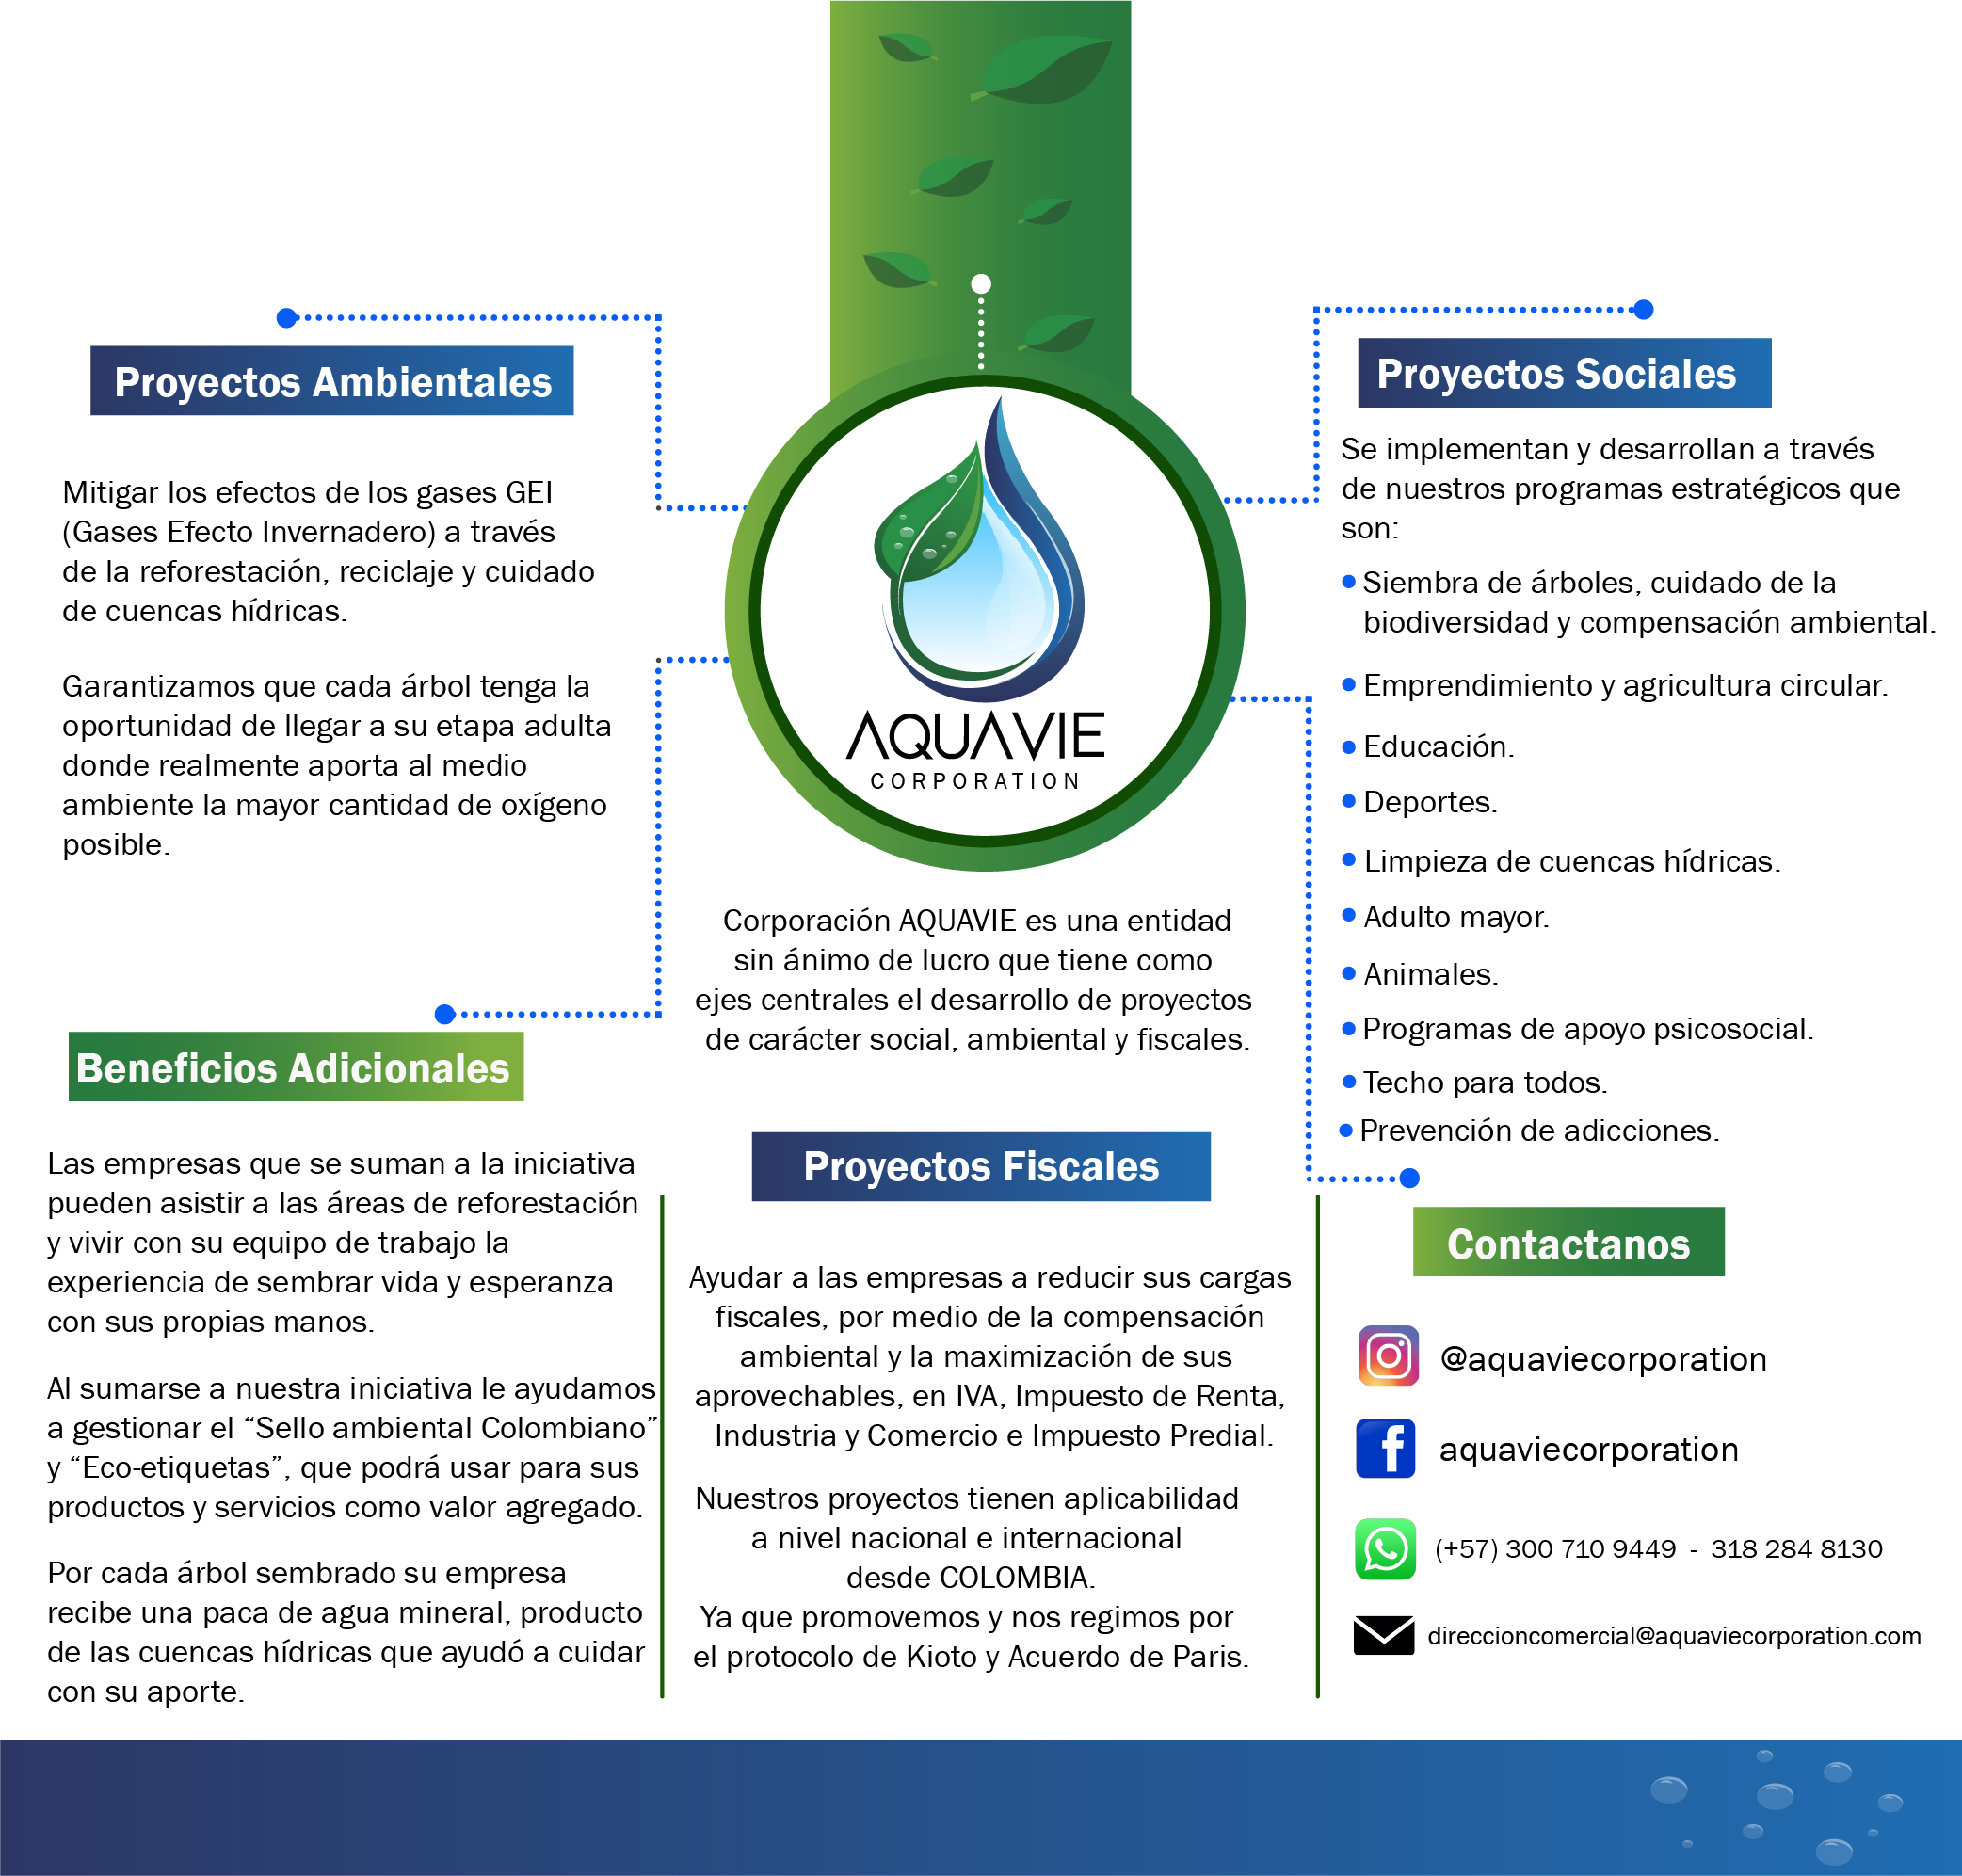 Proyectos Ambientales
Mitigar los efectos de los gases GEI
(Gases Efecto Invernadero) a través
de la reforestación, reciclaje y cuidado
de cuencas hídricas.
Garantizamos que cada árbol tenga la
oportunidad de llegar a su etapa adulta
donde realmente aporta al medio
ambiente la mayor cantidad de oxígeno
posible.
Beneficios Adicionales
Las empresas que se suman a la iniciativa
pueden asistir a las áreas de reforestación
y vivir con su equipo de trabajo la
experiencia de sembrar vida y esperanza
con sus propias manos.
Al sumarse a nuestra iniciativa le ayudamos
a gestionar el “Sello ambiental Colombiano”
y “Eco-etiquetas”, que podrá usar para sus
productos y servicios como valor agregado.
Por cada árbol sembrado su empresa
recibe una paca de agua mineral, producto
de las cuencas hídricas que ayudó a cuidar
con su aporte.
AQUAVIE
CORPORATION
Corporación AQUAVIE es una entidad
sin ánimo de lucro que tiene como
ejes centrales el desarrollo de proyectos
de carácter social, ambiental y fiscales.
Proyectos Fiscales
Ayudar a las empresas a reducir sus cargas
fiscales, por medio de la compensación
ambiental y la maximización de sus
aprovechables, en IVA, Impuesto de Renta,
Industria y Comercio e Impuesto Predial.
Nuestros proyectos tienen aplicabilidad
a nivel nacional e internacional
desde COLOMBIA.
Ya que promovemos y nos regimos por
el protocolo de Kioto y Acuerdo de Paris.
Proyectos Sociales
Se implementan y desarrollan a través
de nuestros programas estratégicos que
son:
Siembra de árboles, cuidado de la
biodiversidad y compensación ambiental.
Emprendimiento y agricultura circular.
Educación.
Deportes.
Limpieza de cuencas hídricas.
Adulto mayor.
Animales.
Programas de apoyo psicosocial.
Techo para todos.
Prevención de adicciones.
Contactanos
@aquaviecorporation
aquaviecorporation
(+57) 300 710 9449 - 318 284 8130
direccioncomercial@aquaviecorporation.com